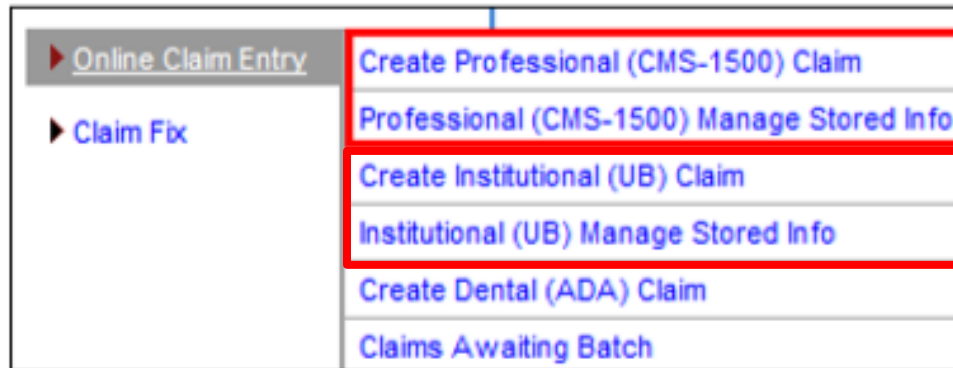 Online Claim Entry
Claim Fix
Create Professional (CMS-1500) Claim
Professional (CMS-1500) Manage Stored Info
Create Institutional (UB) Claim
Institutional (UB) Manage Stored Info
Create Dental (ADA) Claim
Claims Awaiting Batch